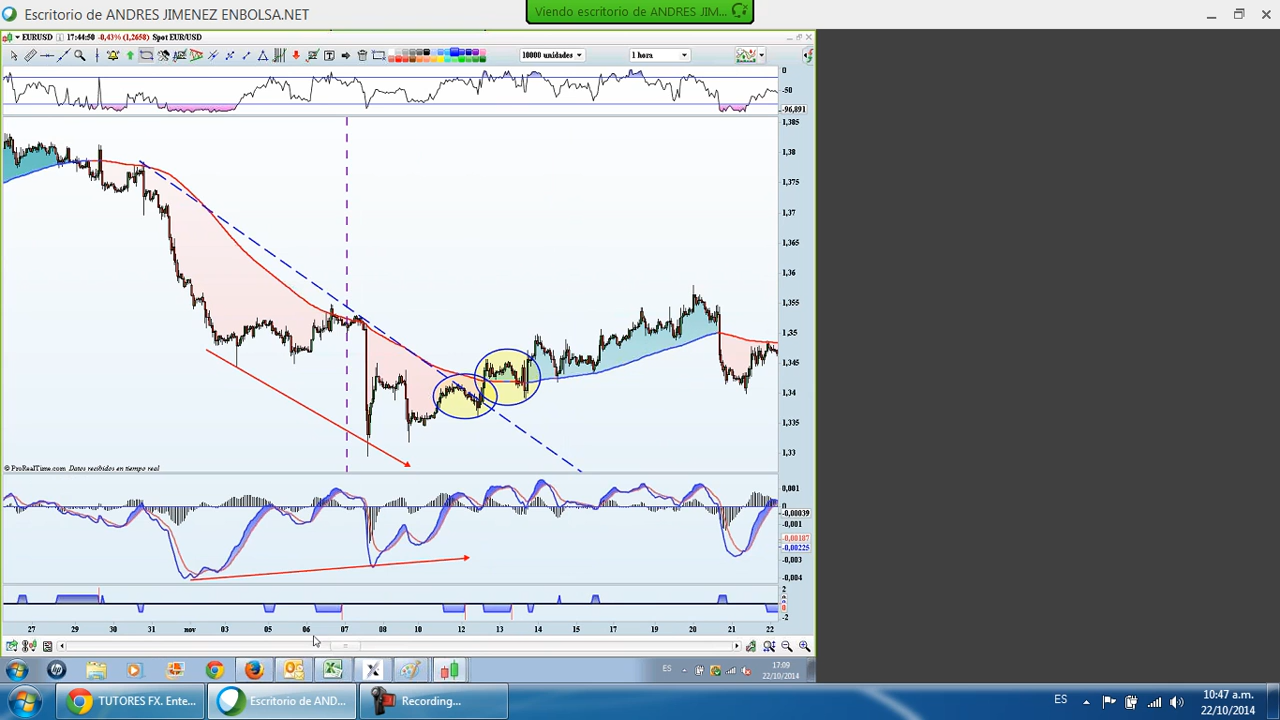 Escritorio de ANDRES JIMENEZ ENBOLSA.NET
Viendo escritorio de ANDRES JIM...
EURUSD 17:44:50 -0,43% (1,2658) Spot EUR/USD
10000 unidades
1 hora
0
-50
-96,891
1,385
1,38
1,375
1,37
1,365
1,36
1,355
1,35
1,345
1,34
1,335
1,33
© ProRealTime.com Datos recibidos en tiempo real
0,001
0
-0,00039
-0,001
-0,00187
-0,00225
-0,003
-0,004
2
0
-2
27 29 30 31 nov 03 05 06 07 08 10 12 13 14 15 17 19 20 21 22
ES
17:09
22/10/2014
TUTORES FX. Ente...
Escritorio de AND...
Recording...
ES
10:47 a.m.
22/10/2014